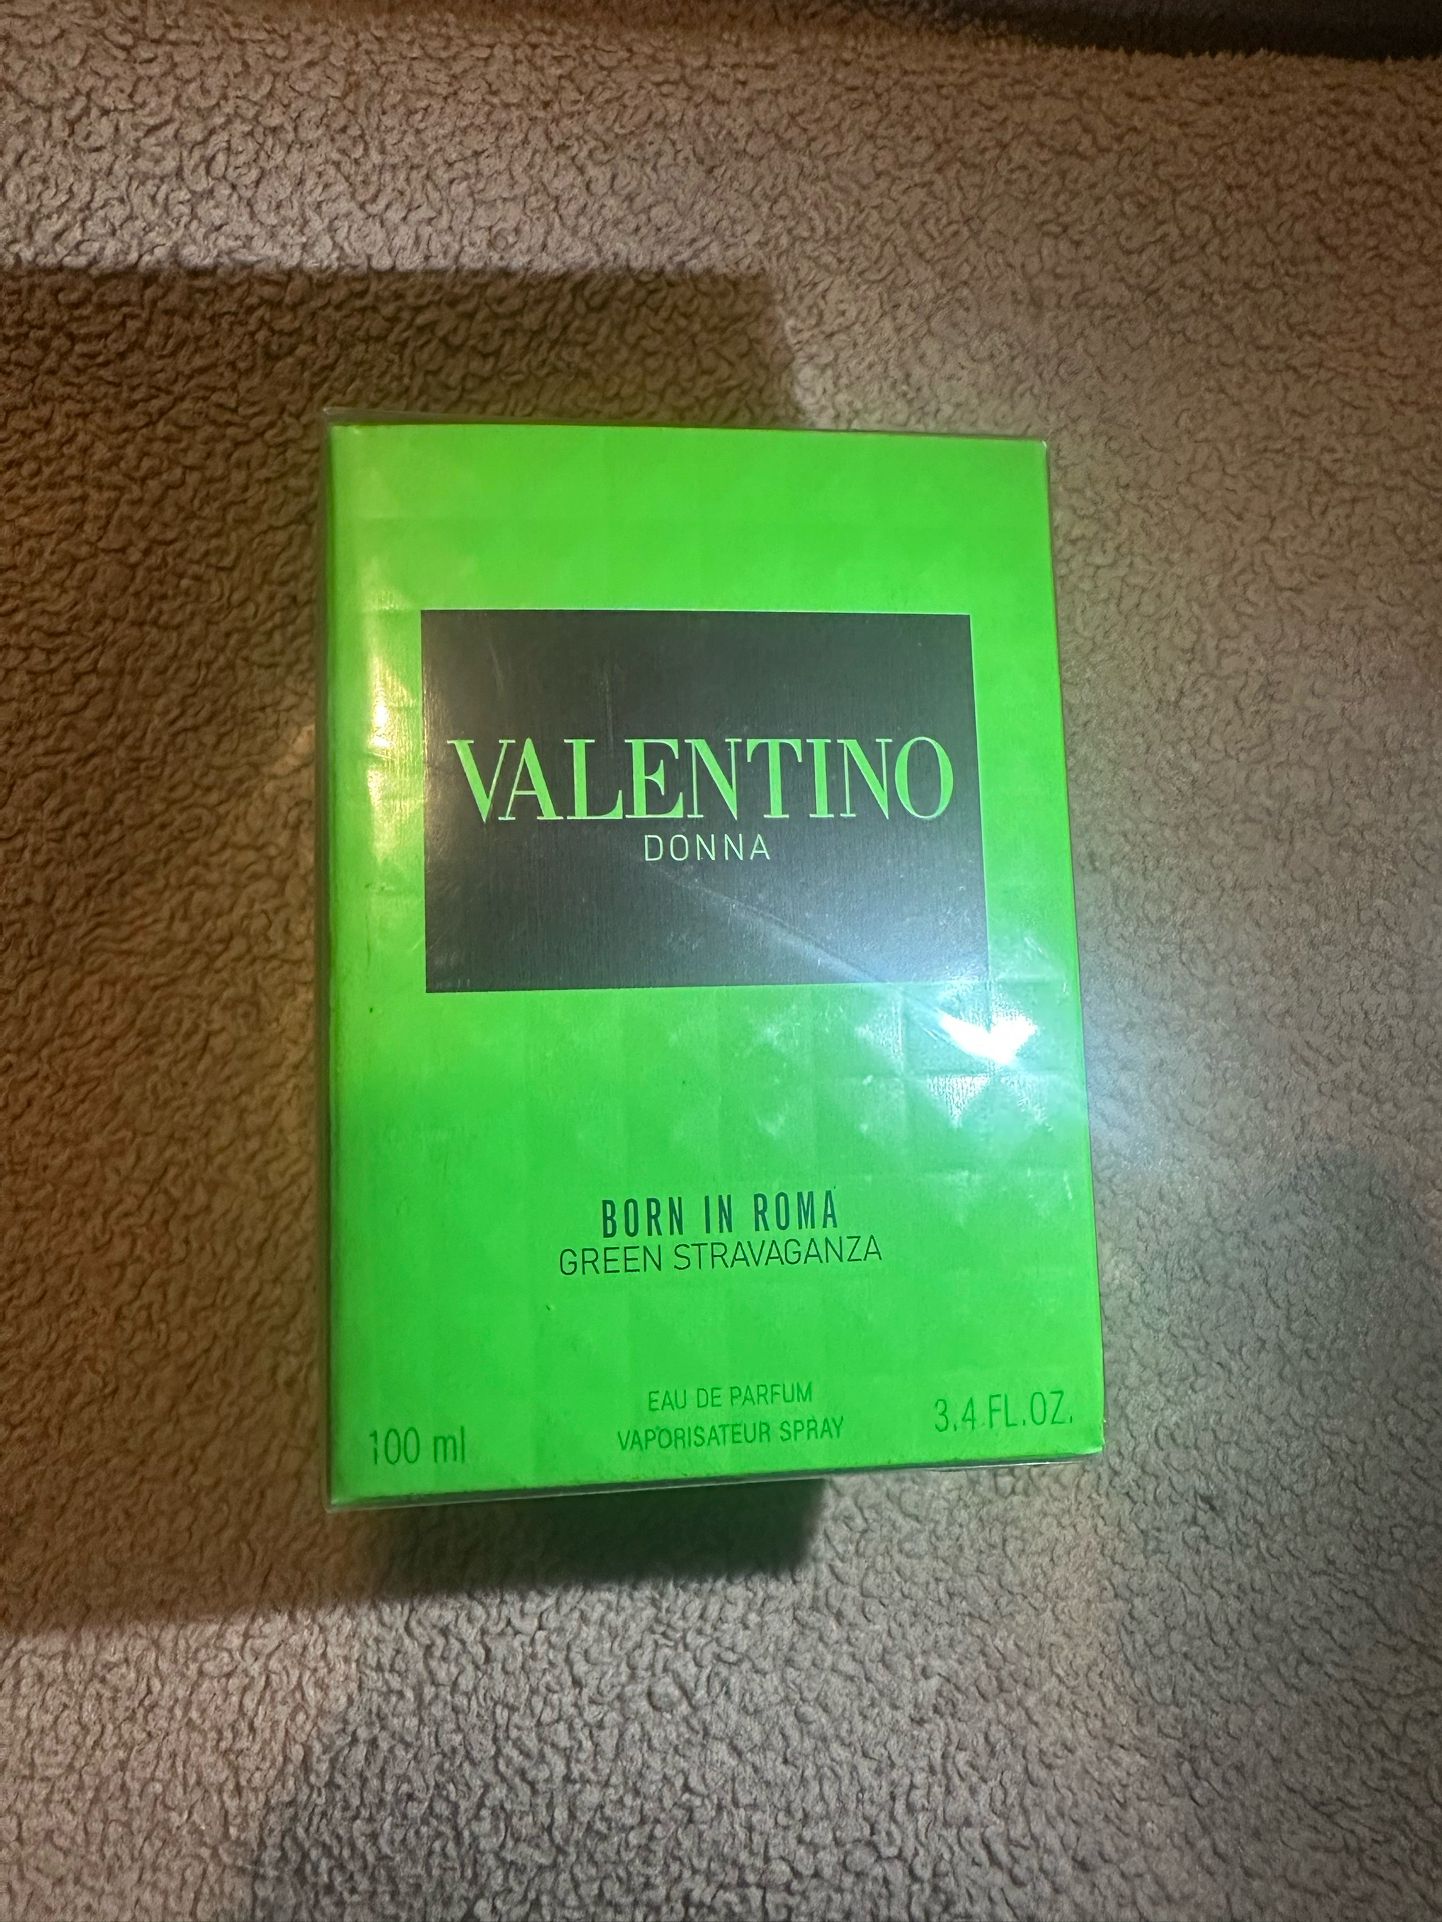 VALENTINO
DONNA
BORN IN ROMA
GREEN STRAVAGANZA
EAU DE PARFUM
VAPORISATEUR SPRAY
100 ml
3.4 FL.OZ.